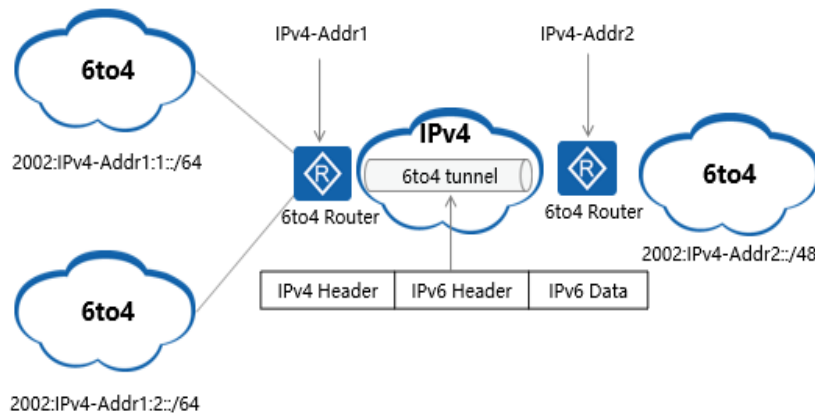 IPv4-Addr1
IPv4-Addr2
6to4
IPv4
2002:IPv4-Addr1:1::/64
R
6to4 tunnel
R
6to4
6to4 Router
6to4 Router
2002:IPv4-Addr2::/48
IPv4 Header
IPv6 Header
IPv6 Data
6to4
2002:IPv4-Addr1:2::/64